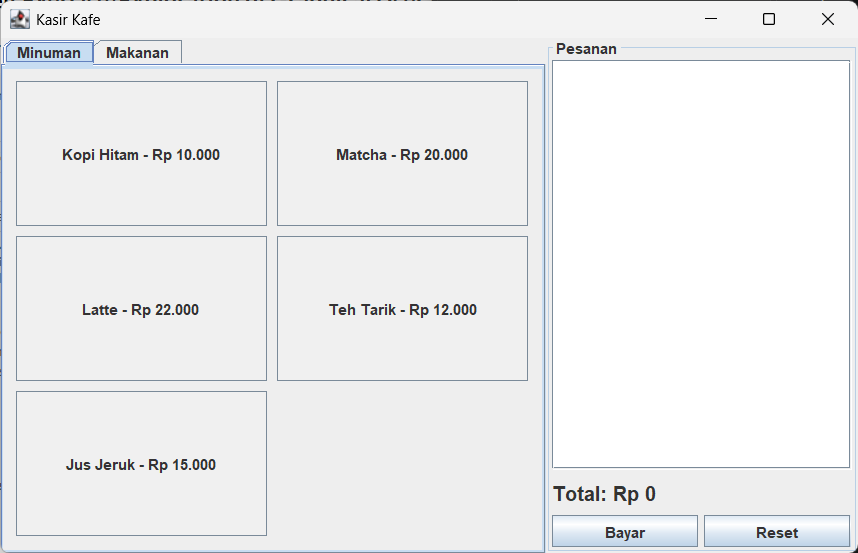 Kasir Kafe
Minuman
Makanan
Kopi Hitam - Rp 10.000
Matcha - Rp 20.000
Latte - Rp 22.000
Teh Tarik - Rp 12.000
Jus Jeruk - Rp 15.000
Pesanan
Total: Rp 0
Bayar
Reset